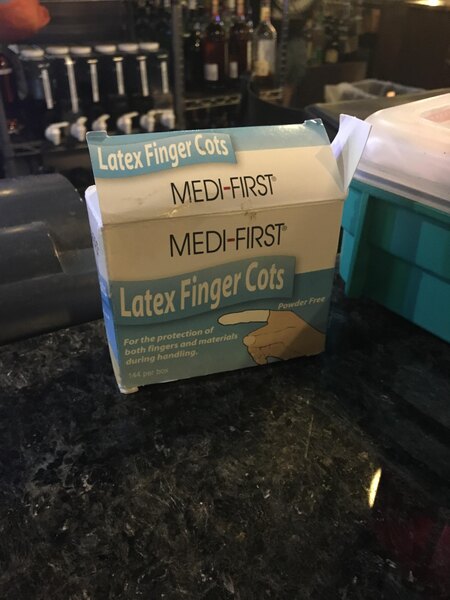 Latex Finger Cots
MEDI-FIRST®
MEDI-FIRST®
Latex Finger Cots
Powder Free
For the protection of
both fingers and materials
during handling.
144 per box